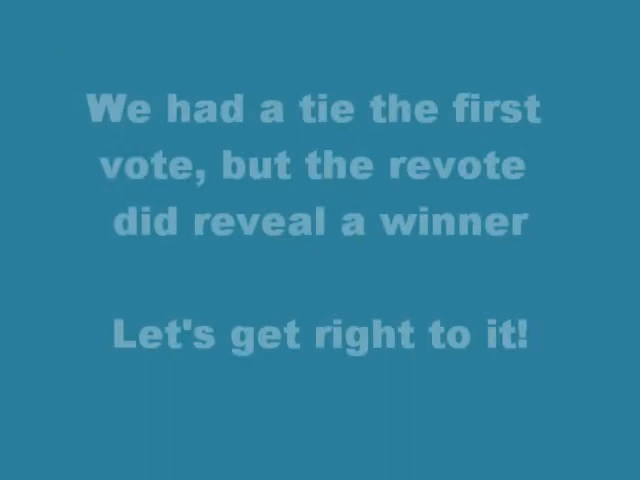 We had a tie the first
vote, but the revote
did reveal a winner
Let's get right to it!